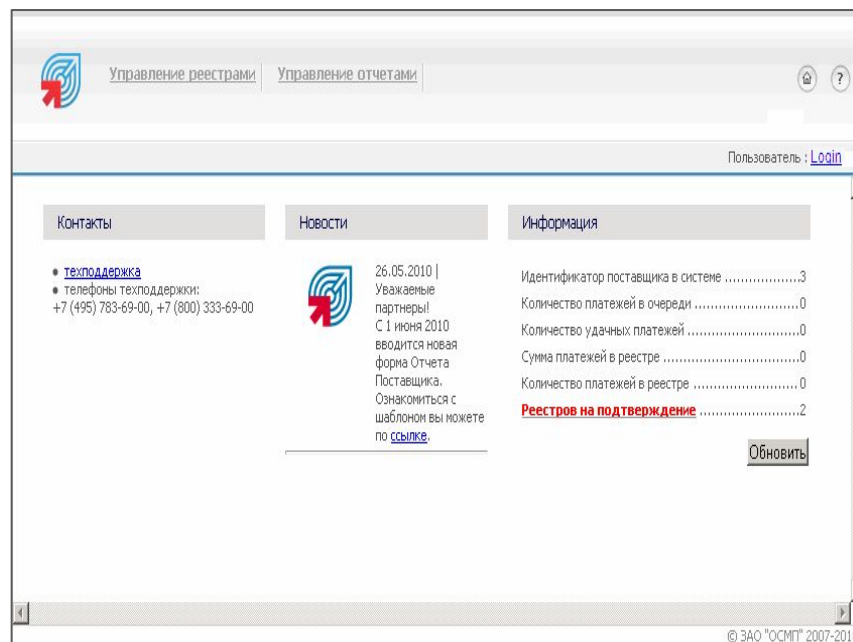 Управление реестрами
Управление отчетами
?
Пользователь : Login
Контакты
техподдержка
телефоны техподдержки:
+7 (495) 783-69-00, +7 (800) 333-69-00
Новости
26.05.2010 |
Уважаемые
партнеры!
С 1 июня 2010
вводится новая
форма Отчета
Поставщика.
Ознакомиться с
шаблоном вы можете
по ссылке.
Информация
Идентификатор поставщика в системе ..................3
Количество платежей в очереди ........................0
Количество удачных платежей ..........................0
Сумма платежей в реестре ..............................0
Количество платежей в реестре ........................0
Реестров на подтверждение ........................2
Обновить
© ЗАО "ОСМП" 2007-201